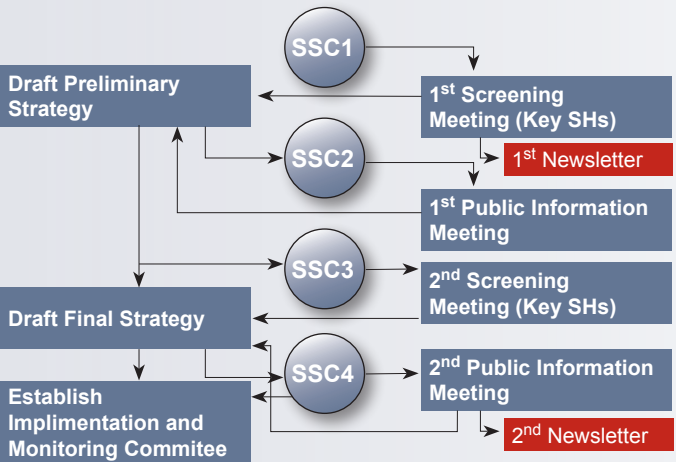 SSC1
Draft Preliminary
Strategy
1st Screening
Meeting (Key SHs)
SSC2
1st Newsletter
1st Public Information
Meeting
SSC3
2nd Screening
Meeting (Key SHs)
Draft Final Strategy
SSC4
2nd Public Information
Meeting
Establish
Implimentation and
Monitoring Commitee
2nd Newsletter